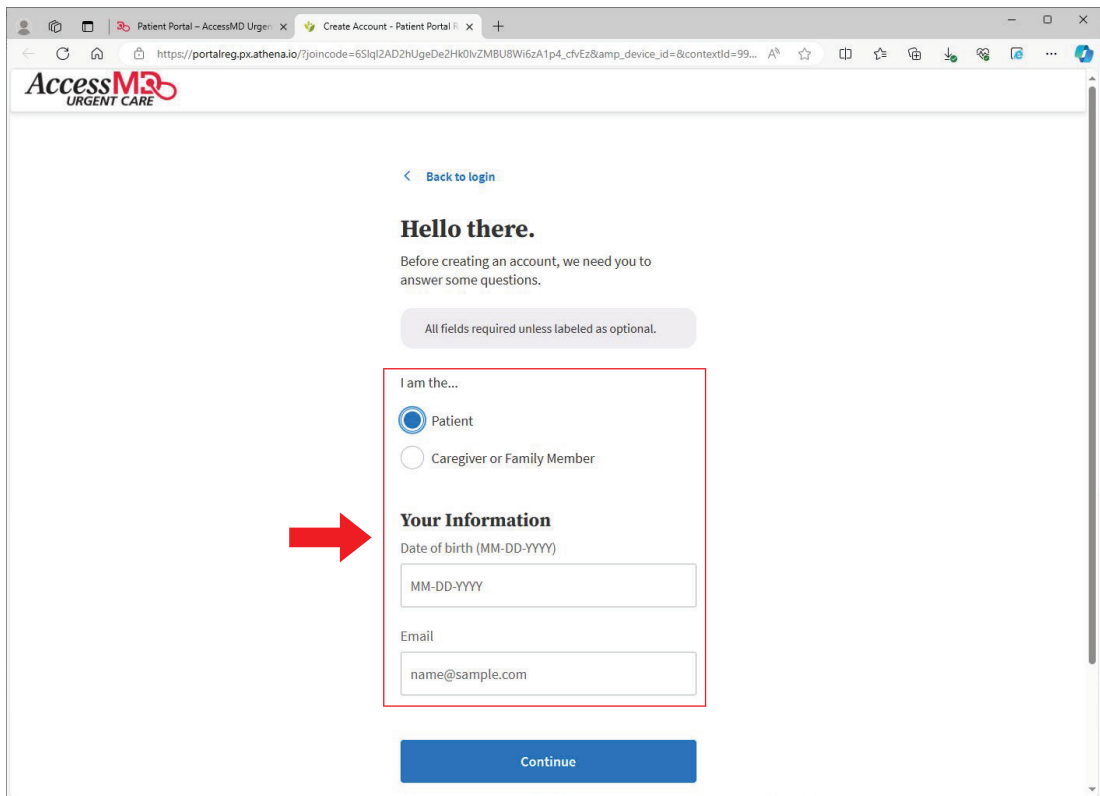 Patient Portal – AccessMD Urgen
Create Account - Patient Portal R
https://portalreg.px.athena.io/?joincode=6SIqI2AD2hUgeDe2Hk0lvZMBU8Wi6zA1p4_cfvEz&amp_device_id=&contextId=99...
AccessMD
URGENT CARE
Back to login
Hello there.
Before creating an account, we need you to
answer some questions.
All fields required unless labeled as optional.
I am the...
Patient
Caregiver or Family Member
Your Information
Date of birth (MM-DD-YYYY)
MM-DD-YYYY
Email
name@sample.com
Continue